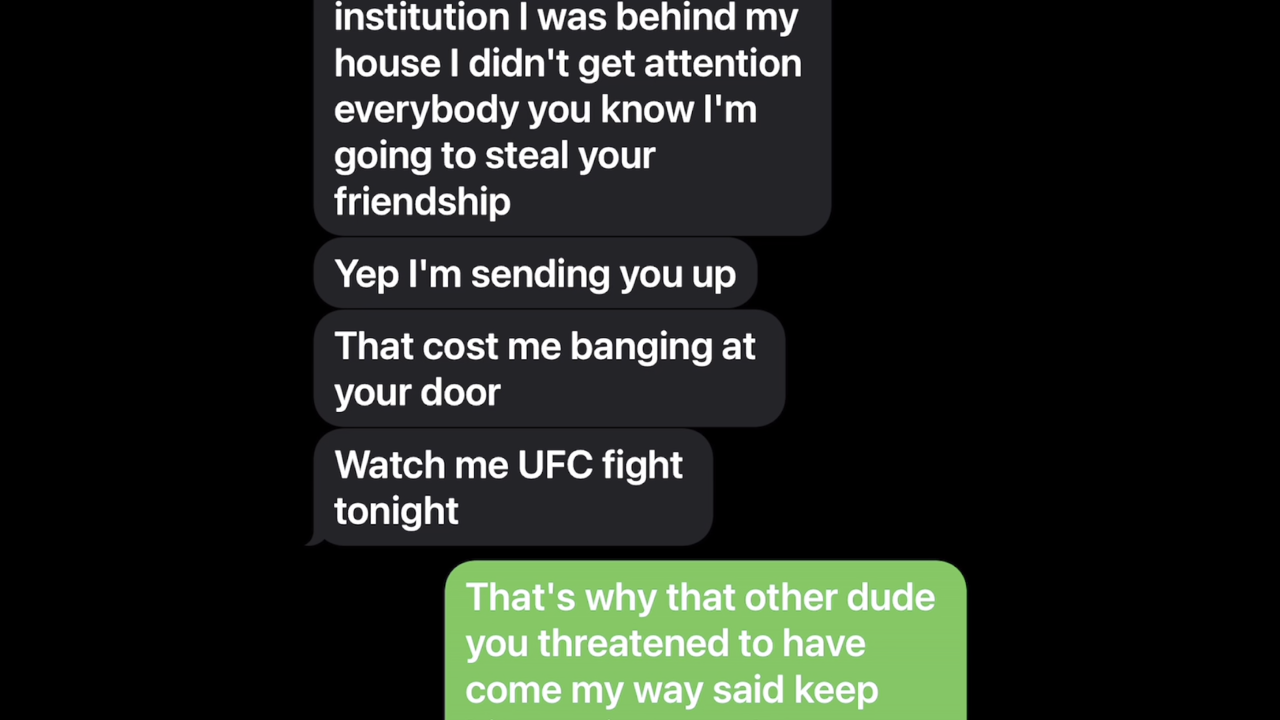 institution I was behind my
house I didn't get attention
everybody you know I'm
going to steal your
friendship
Yep I'm sending you up
That cost me banging at
your door
Watch me UFC fight
tonight
That's why that other dude
you threatened to have
come my way said keep